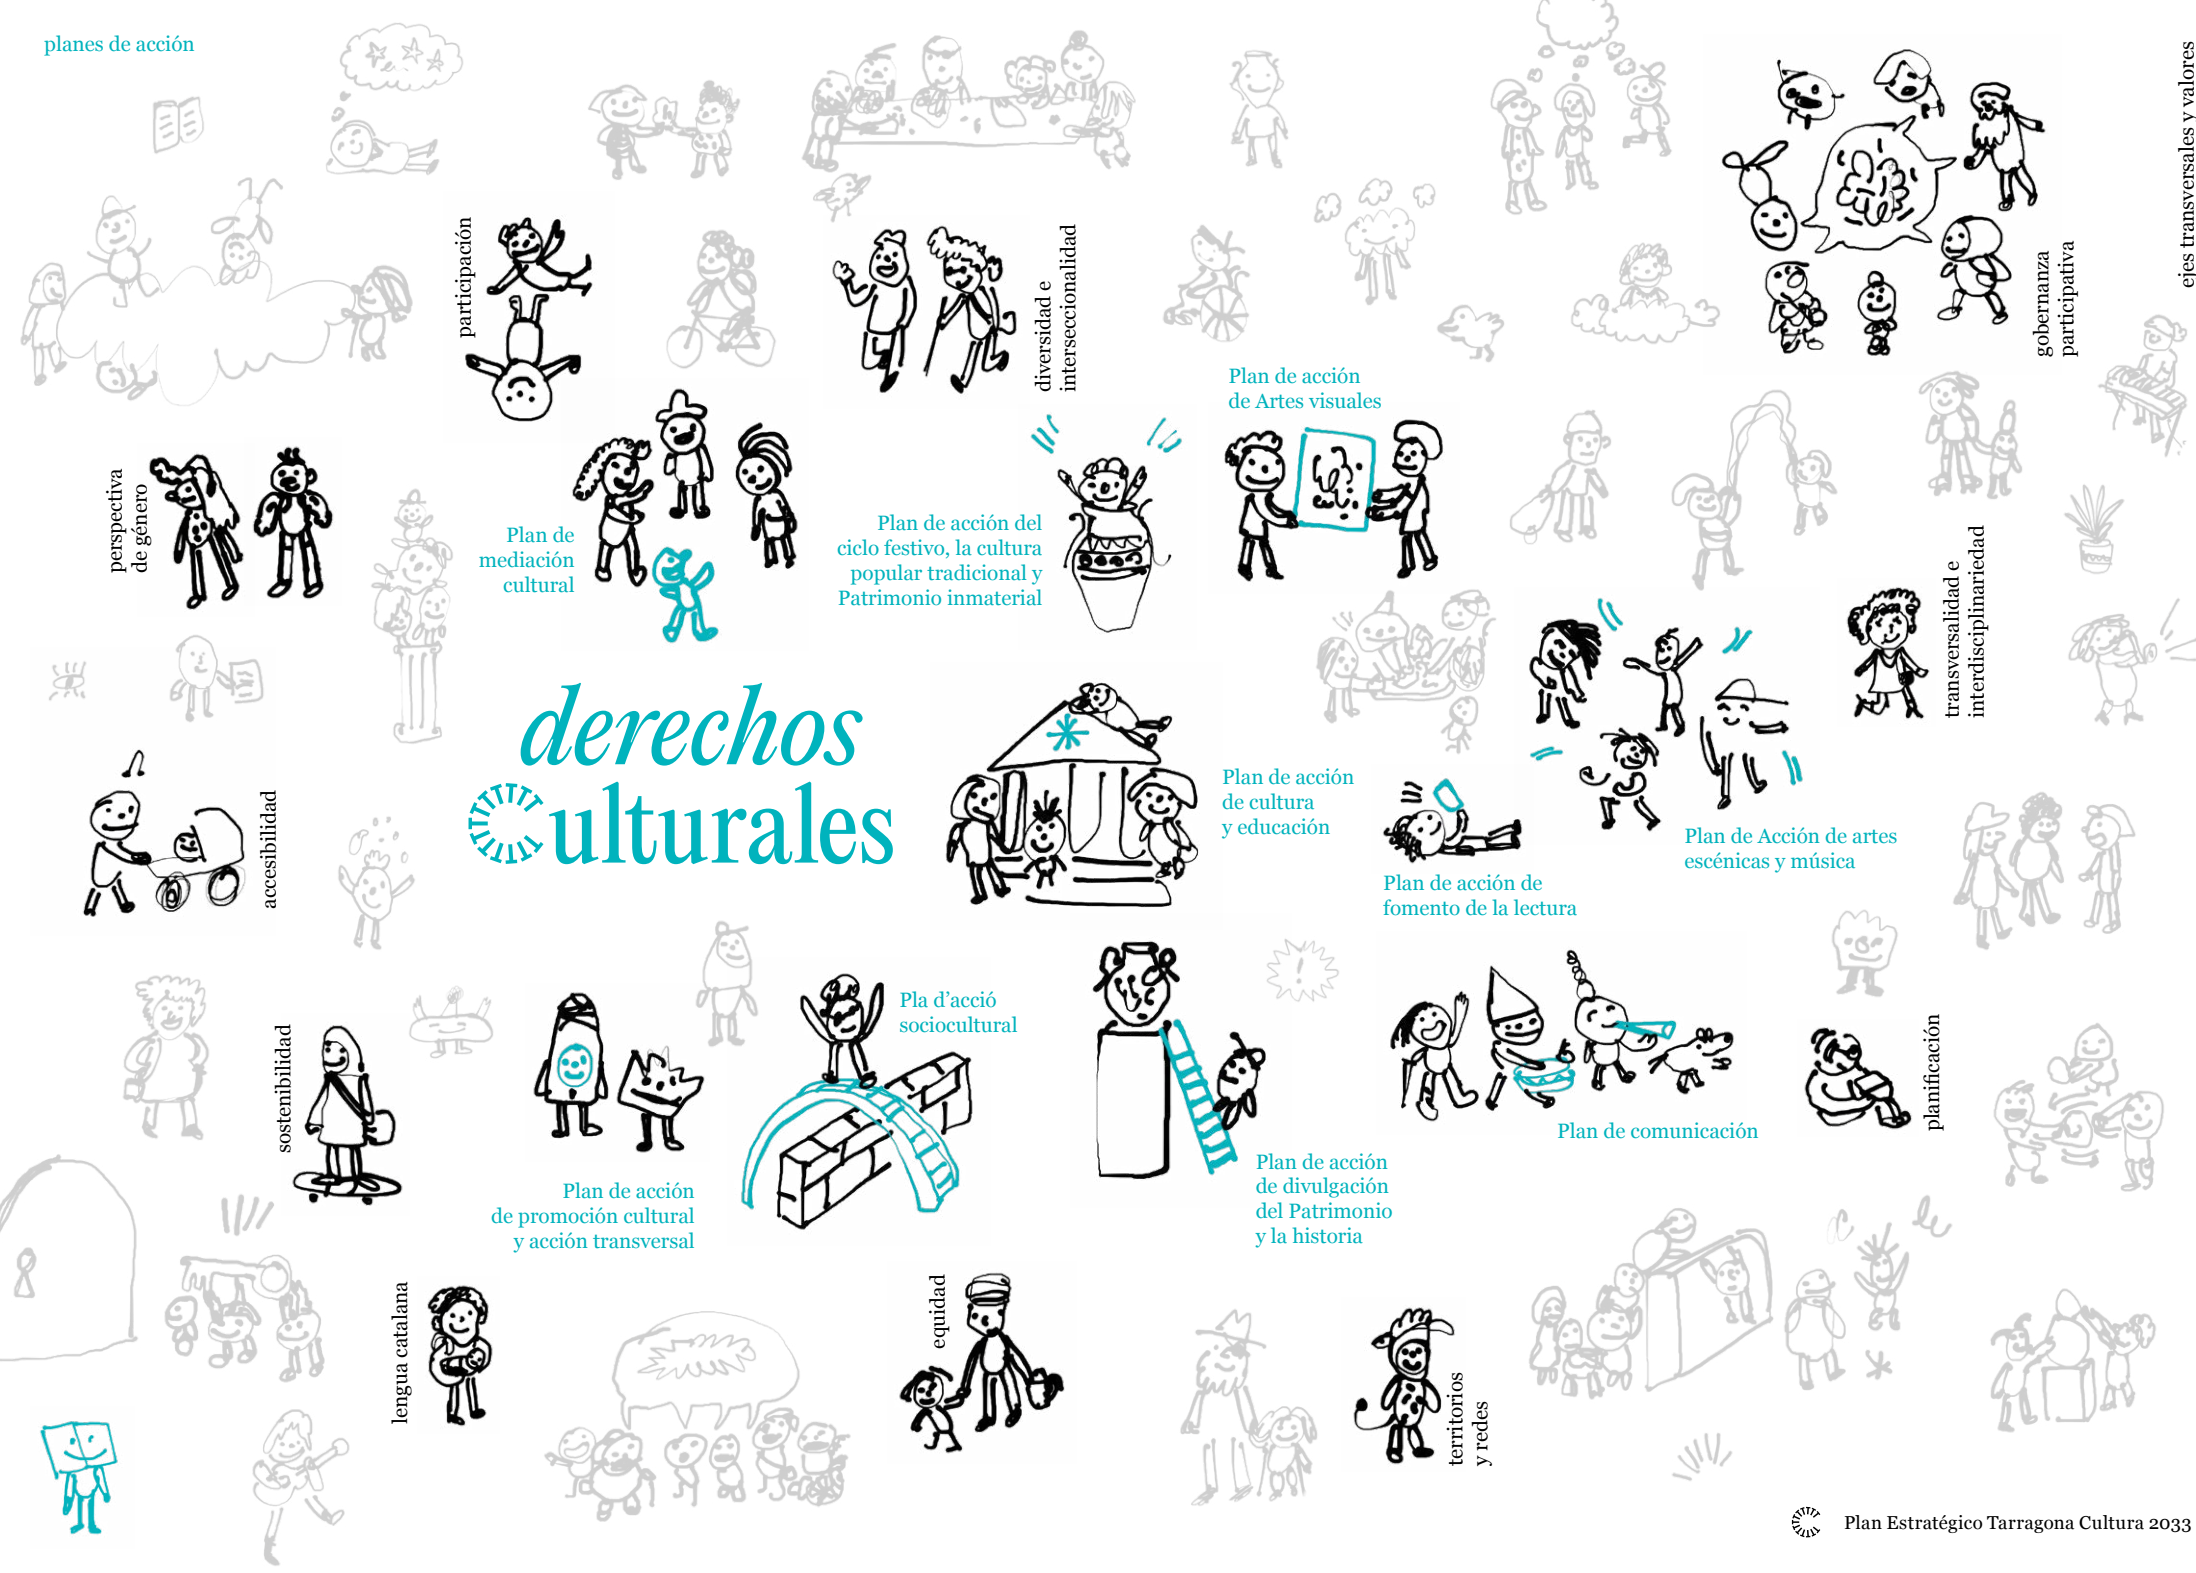 planes de acción
ejes transversales y valores
participación
diversidad e
interseccionalidad
gobernanza
participativa
Plan de acción
de Artes visuales
perspectiva
de género
Plan de
mediación
cultural
Plan de acción del
ciclo festivo, la cultura
popular tradicional y
Patrimonio inmaterial
transversalidad e
interdisciplinariedad
derechos
Culturales
accesibilidad
Plan de acción
de cultura
y educación
Plan de acción de
fomento de la lectura
Plan de Acción de artes
escénicas y música
sostenibilidad
Plan de acción
de promoción cultural
y acción transversal
Pla d’acció
sociocultural
Plan de acción
de divulgación
del Patrimonio
y la historia
Plan de comunicación
planificación
lengua catalana
equidad
territorios
y redes
Plan Estratégico Tarragona Cultura 2033